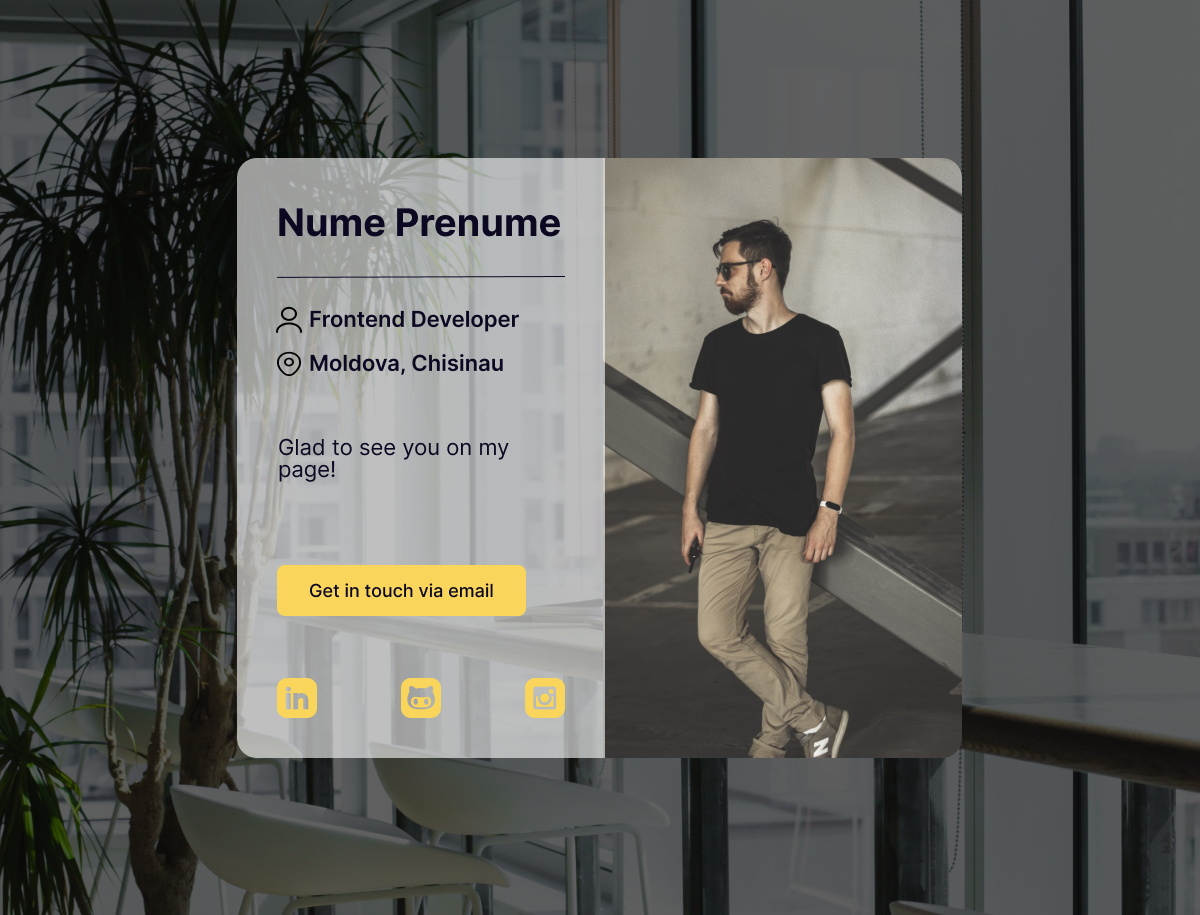 Nume Prenume
Frontend Developer
Moldova, Chisinau
Glad to see you on my
page!
Get in touch via email
in
N